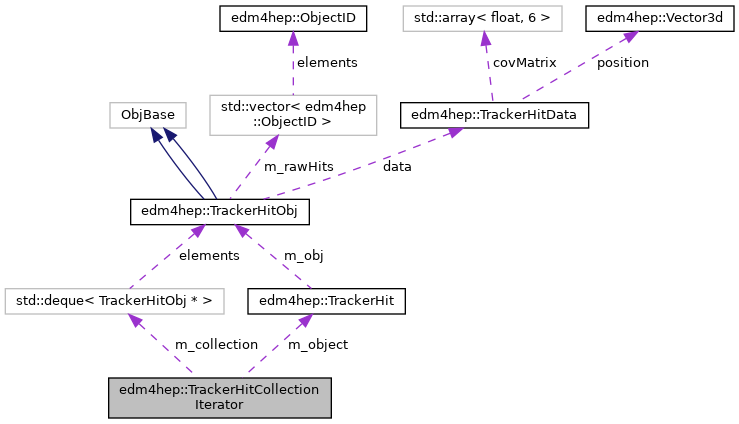 edm4hep::ObjectID
std::array< float, 6 >
edm4hep::Vector3d
elements
covMatrix
position
ObjBase
std::vector< edm4hep
::ObjectID >
edm4hep::TrackerHitData
m_rawHits
data
edm4hep::TrackerHitObj
elements
m_obj
std::deque< TrackerHitObj * >
edm4hep::TrackerHit
m_collection
m_object
edm4hep::TrackerHitCollection
Iterator